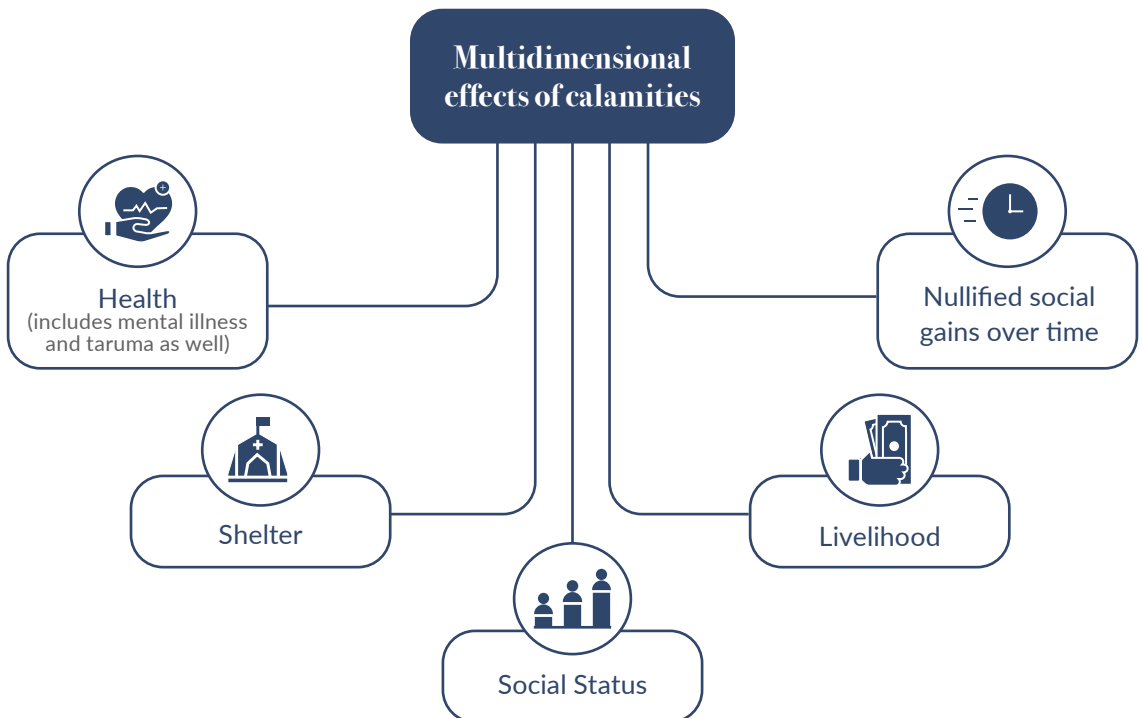 Multidimensional
effects of calamities
Health
(includes mental illness
and taruma as well)
Nullified social
gains over time
Shelter
Livelihood
Social Status